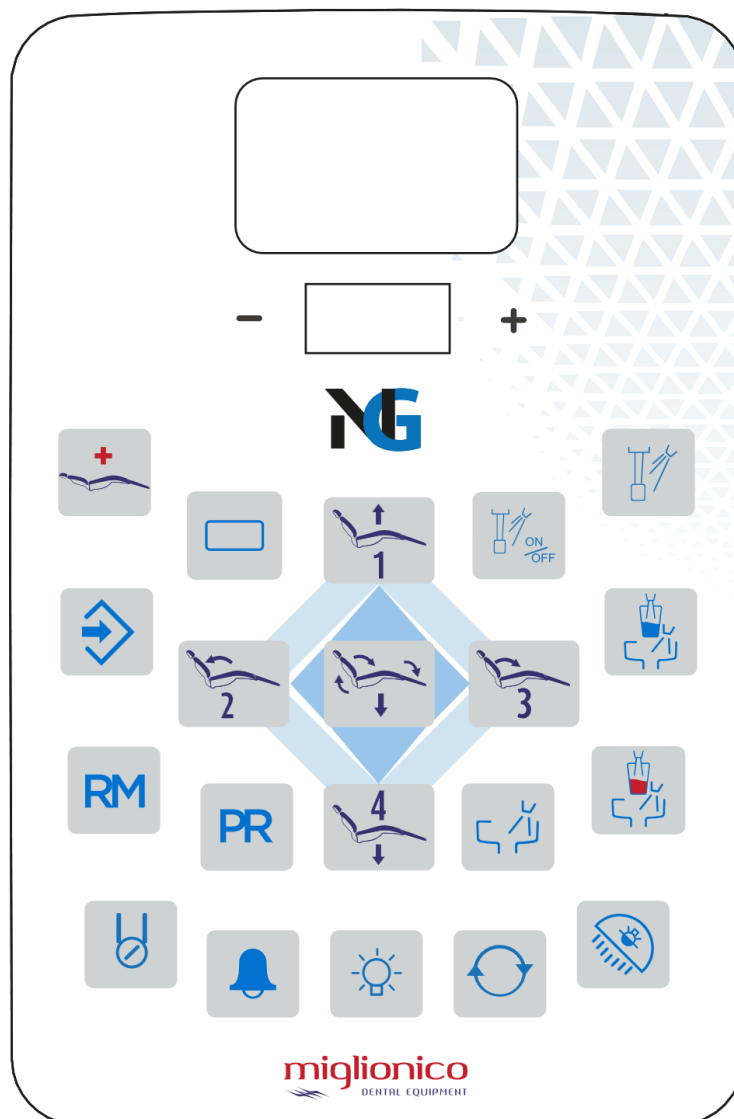 - +
NG
+
1
ON
OFF
2
3
RM
PR
4
miglionico
DENTAL EQUIPMENT